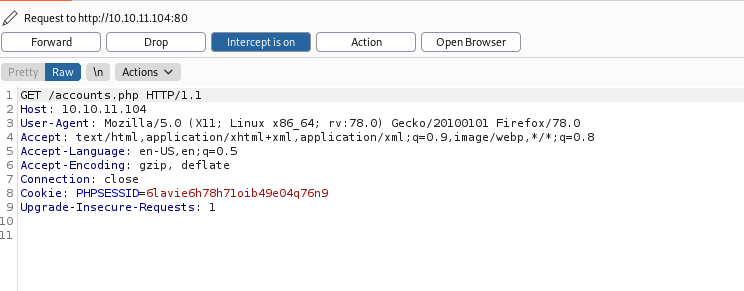 Request to http://10.10.11.104:80
Forward Drop Intercept is on Action Open Browser
Pretty Raw \n Actions
1 GET /accounts.php HTTP/1.1
2 Host: 10.10.11.104
3 User-Agent: Mozilla/5.0 (X11; Linux x86_64; rv:78.0) Gecko/20100101 Firefox/78.0
4 Accept: text/html,application/xhtml+xml,application/xml;q=0.9,image/webp,*/*;q=0.8
5 Accept-Language: en-US,en;q=0.5
6 Accept-Encoding: gzip, deflate
7 Connection: close
8 Cookie: PHPSESSID=6lavie6h78h71oib49e04q76n9
9 Upgrade-Insecure-Requests: 1
10
11